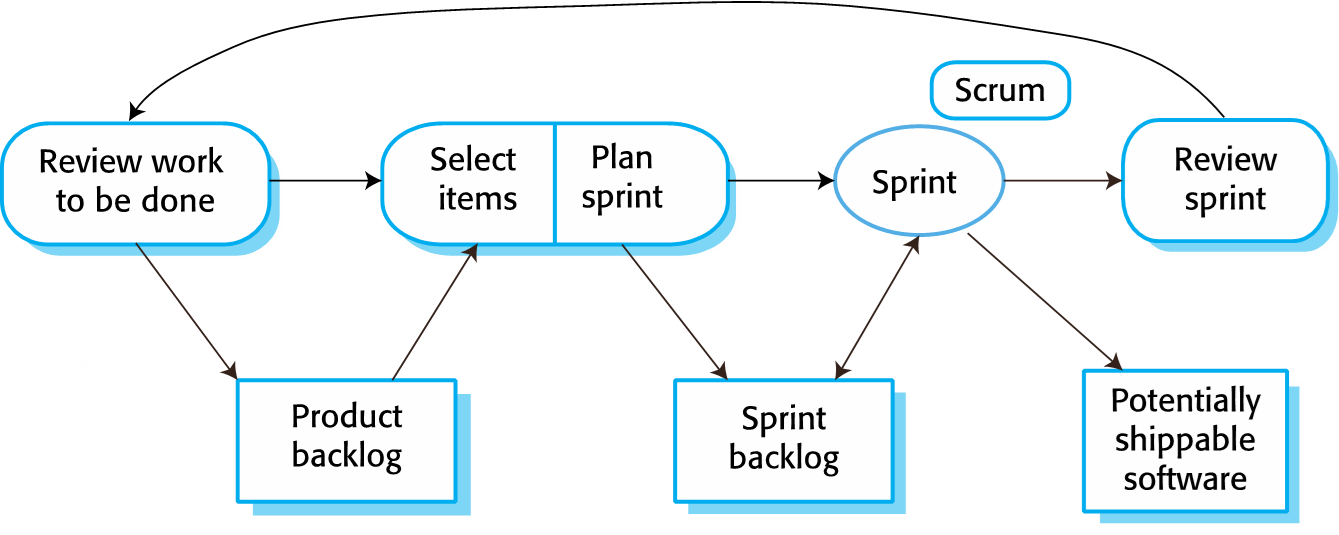 Scrum
Review work
to be done
Select
items
Plan
sprint
Sprint
Review
sprint
Product
backlog
Sprint
backlog
Potentially
shippable
software